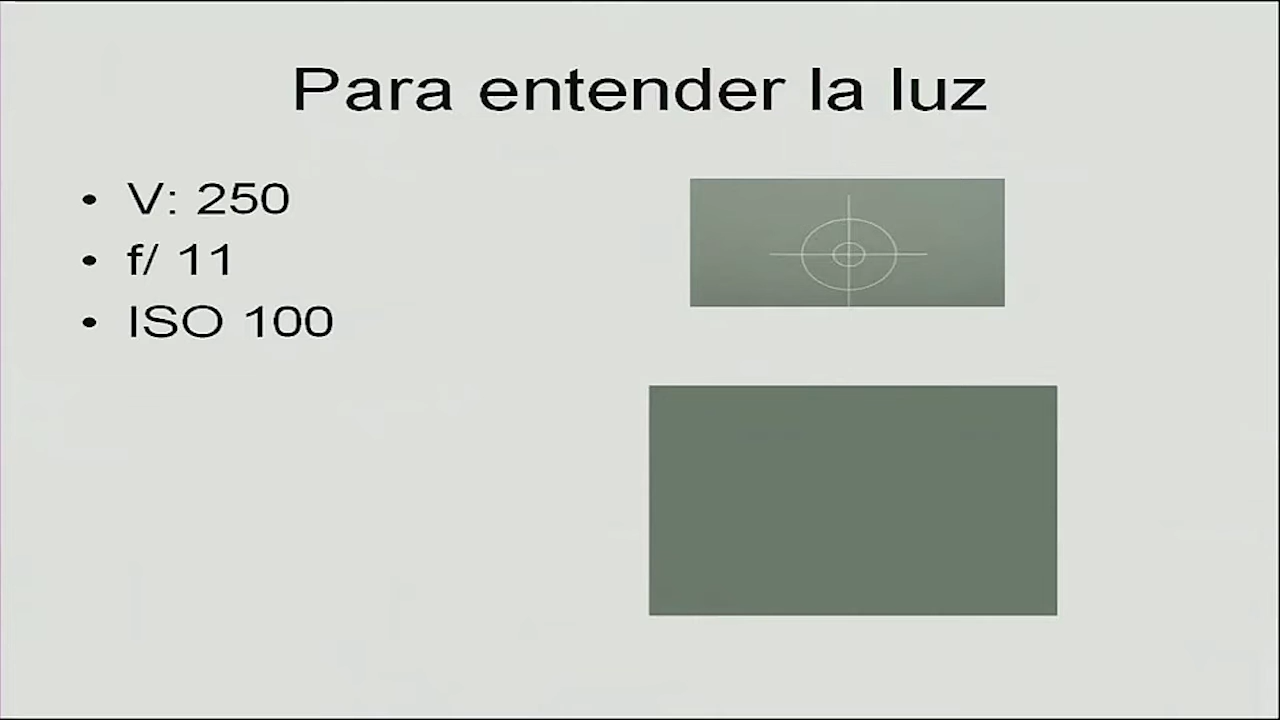 Para entender la luz
• V: 250
• f/ 11
• ISO 100